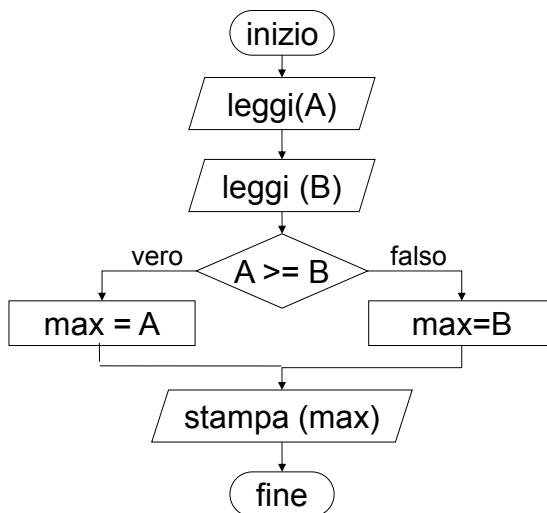 inizio
leggi(A)
leggi (B)
vero
A >= B
falso
max = A
max=B
stampa (max)
fine